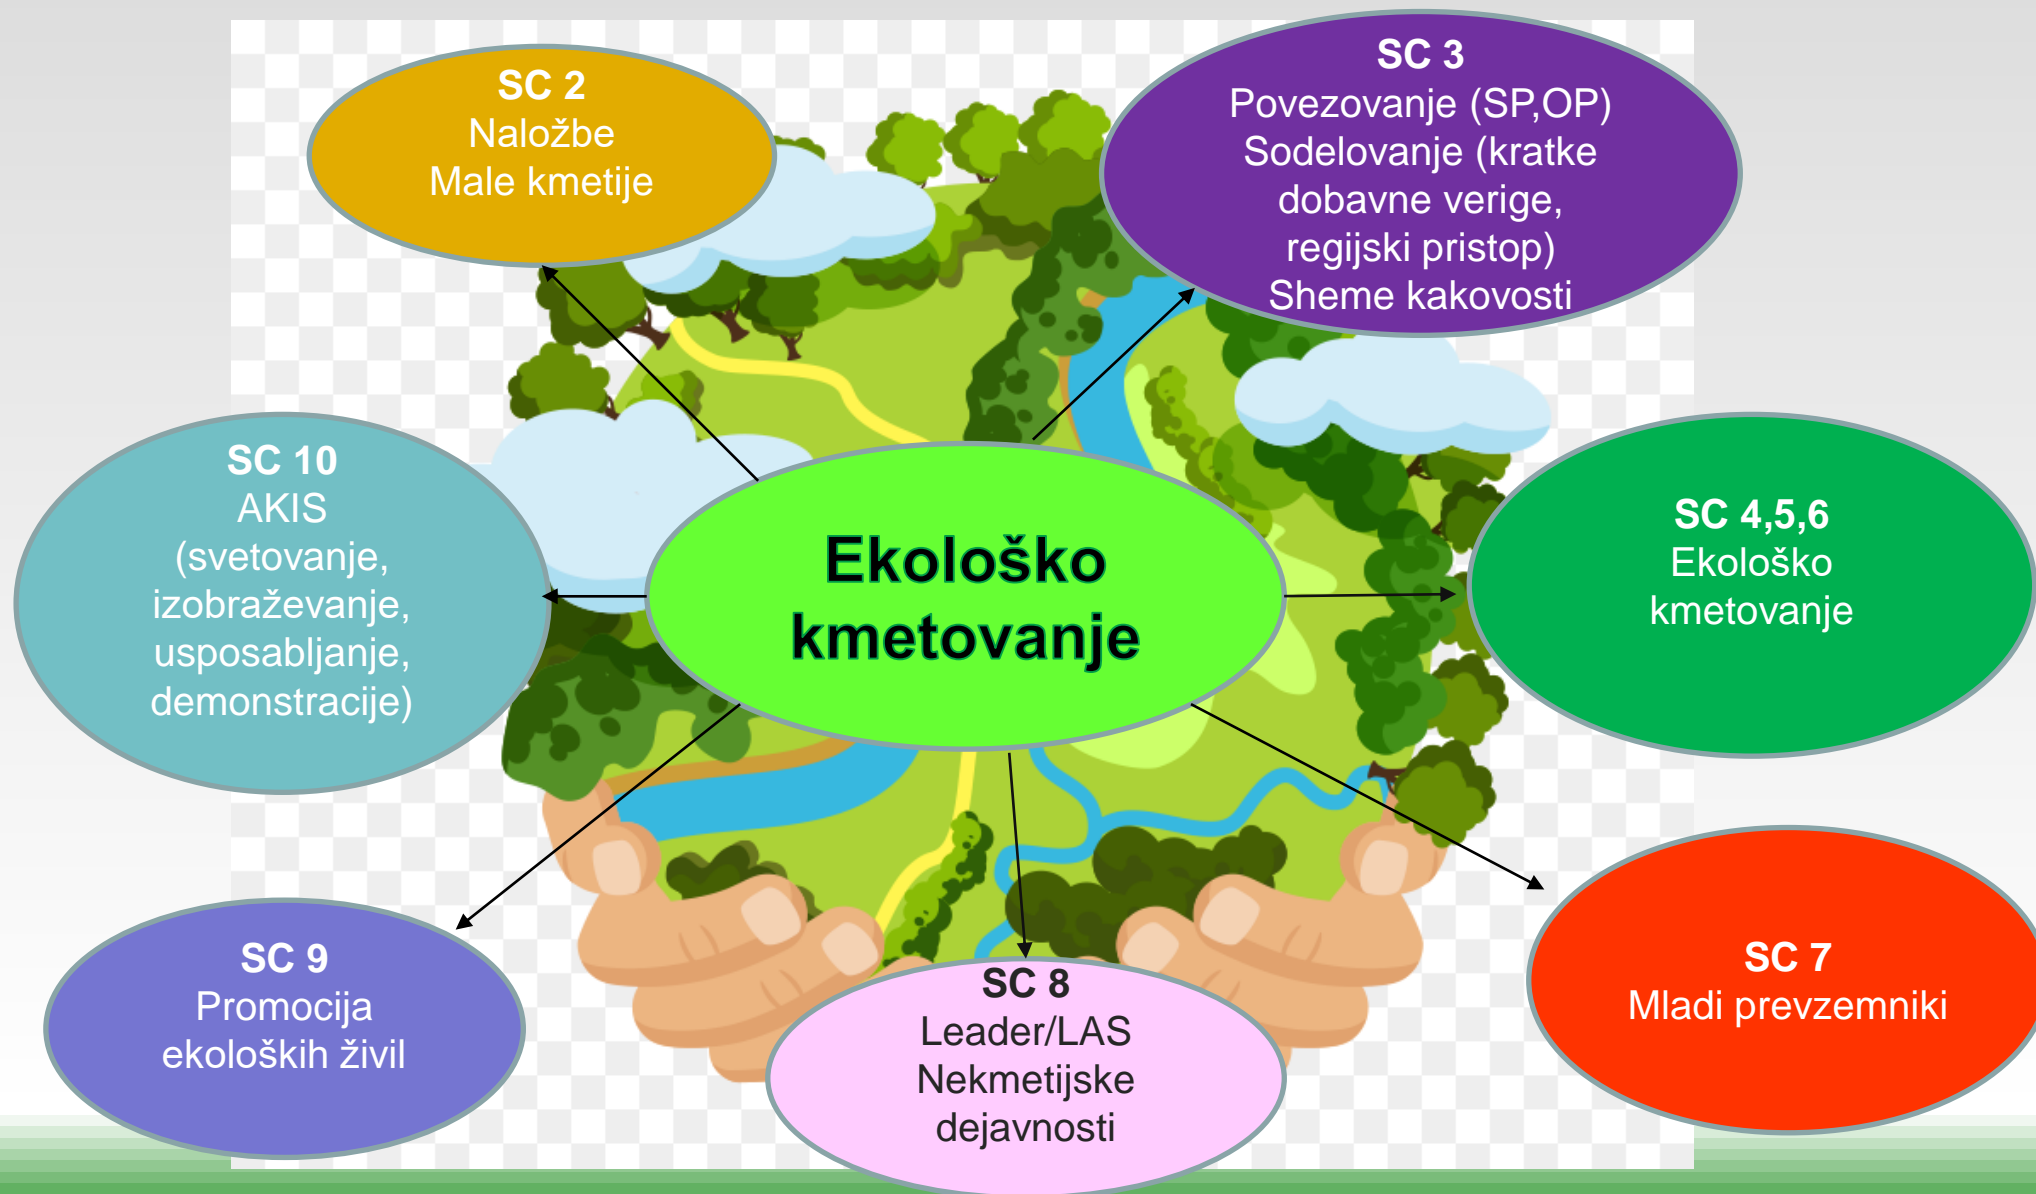 SC 2
Naložbe
Male kmetije
SC 3
Povezovanje (SP,OP)
Sodelovanje (kratke
dobavne verige,
regijski pristop)
Sheme kakovosti
SC 10
AKIS
(svetovanje,
izobraževanje,
usposabljanje,
demonstracije)
Ekološko
kmetovanje
SC 4,5,6
Ekološko
kmetovanje
SC 9
Promocija
ekoloških živil
SC 8
Leader/LAS
Nekmetijske
dejavnosti
SC 7
Mladi prevzemniki